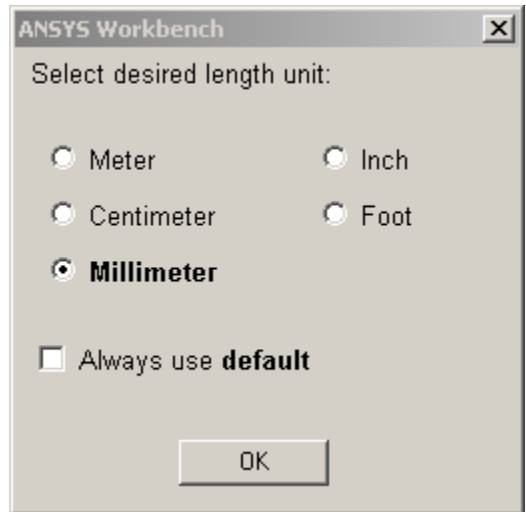 ANSYS Workbench
Select desired length unit:
Meter
Inch
Centimeter
Foot
Millimeter
Always use default
OK